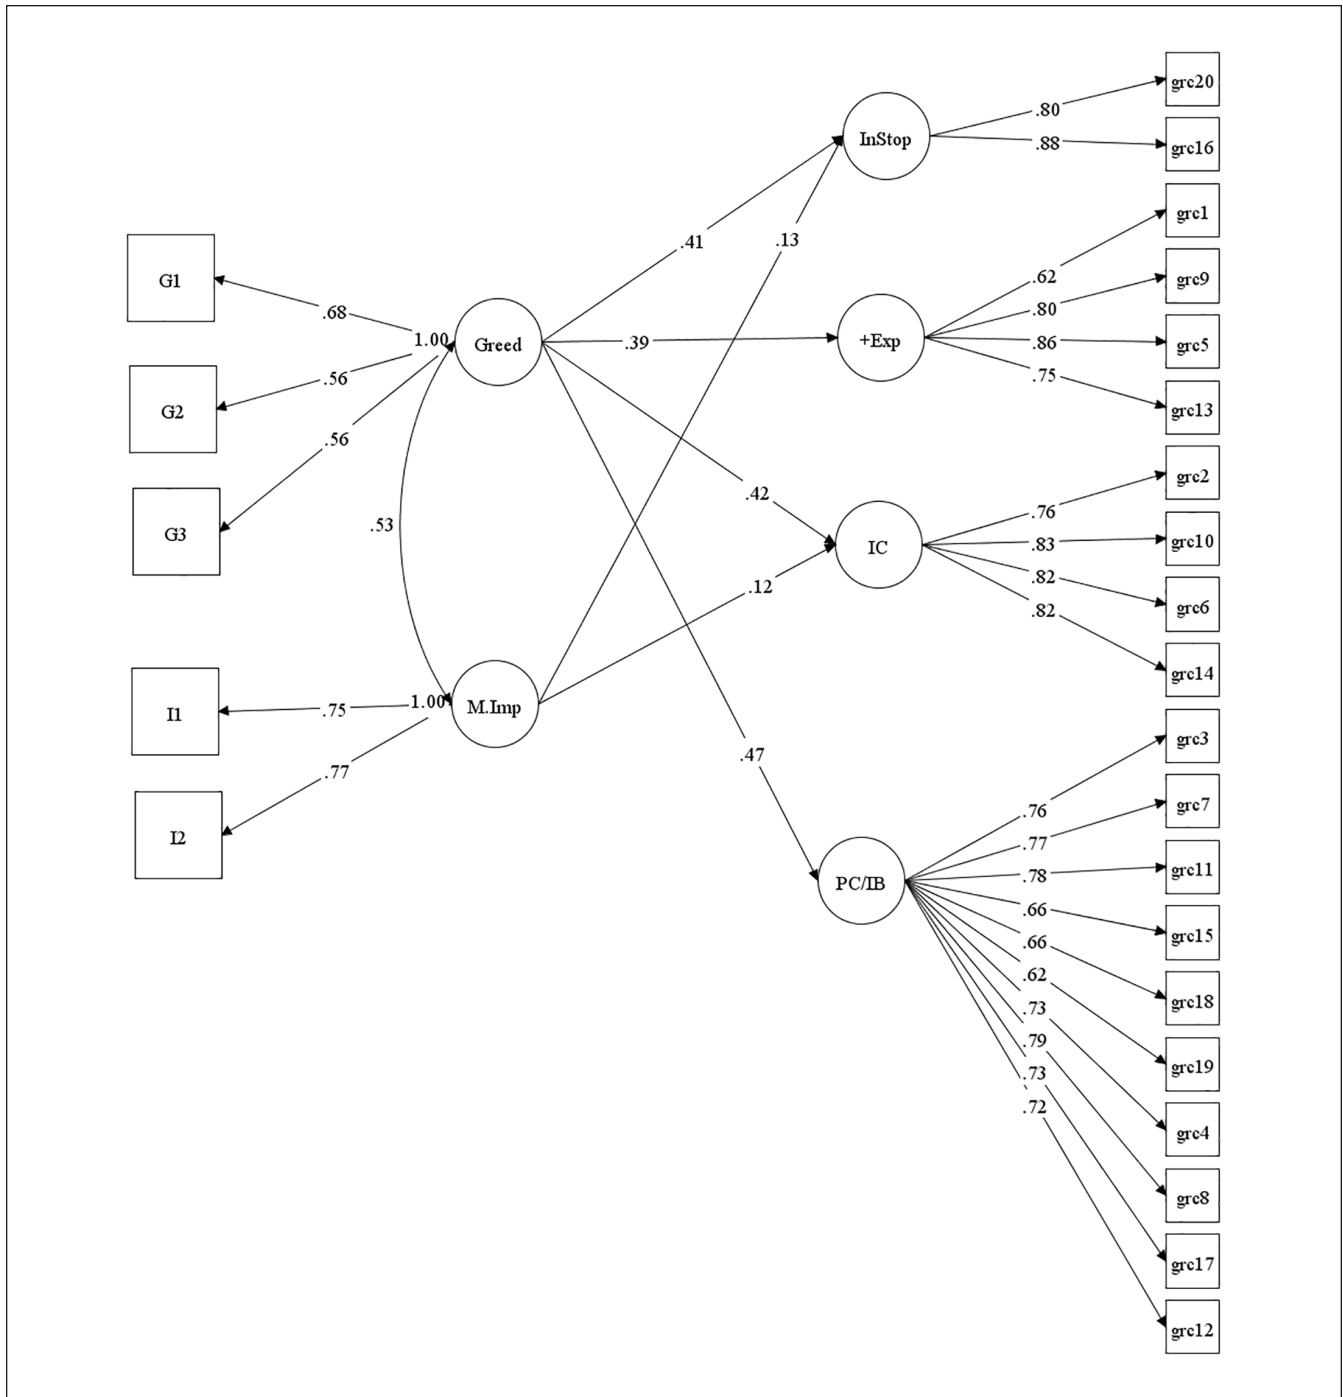 grc20
.80
InStop
.88
grc16
grc1
.41
.13
G1
.62
grc9
.68
.80
1.00
Greed
.39
+Exp
.86
grc5
.56
.75
G2
grc13
.56
grc2
.42
.76
.53
G3
IC
.83
grc10
.82
.12
grc6
.82
grc14
I1
.75
1.00
M.Imp
grc3
.47
.77
.76
grc7
I2
.77
PC/IB
.78
grc11
.66
grc15
.66
.62
grc18
.73
.79
grc19
.73
.72
grc4
grc8
grc17
grc12